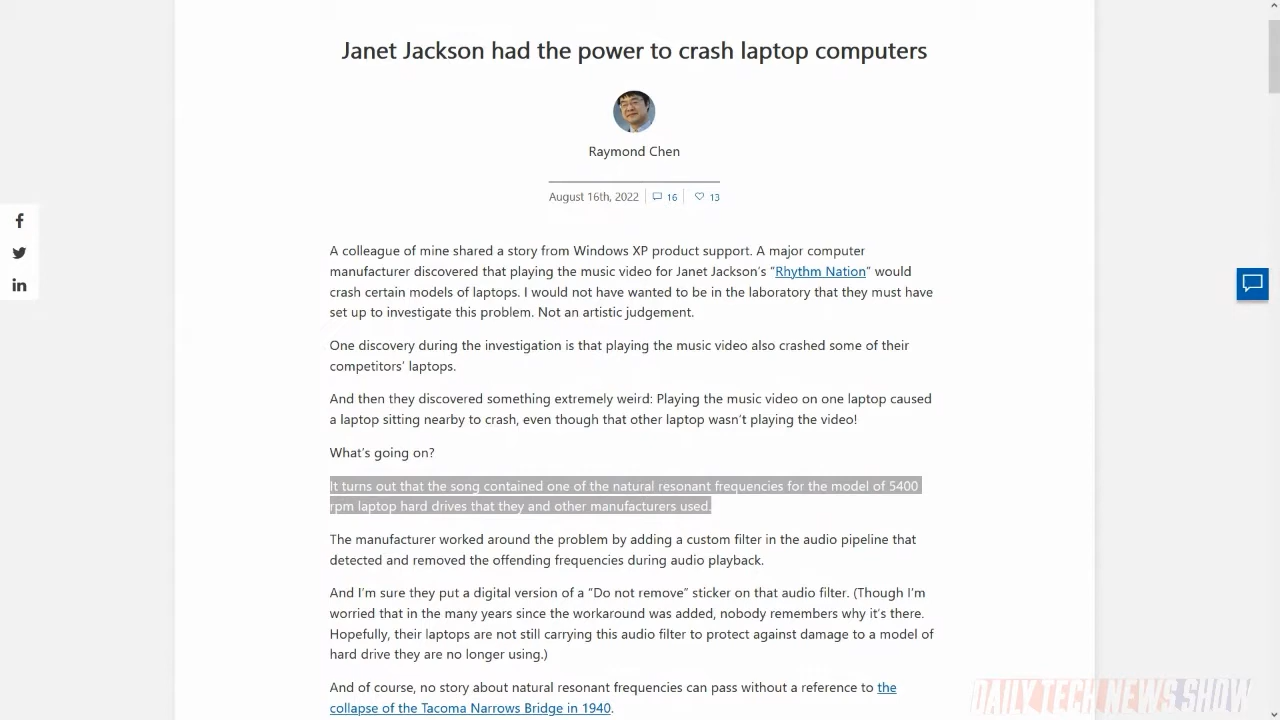 Janet Jackson had the power to crash laptop computers
Raymond Chen
August 16th, 2022 16 13
A colleague of mine shared a story from Windows XP product support. A major computer
manufacturer discovered that playing the music video for Janet Jackson's "Rhythm Nation" would
crash certain models of laptops. I would not have wanted to be in the laboratory that they must have
set up to investigate this problem. Not an artistic judgement.
One discovery during the investigation is that playing the music video also crashed some of their
competitors' laptops.
And then they discovered something extremely weird: Playing the music video on one laptop caused
a laptop sitting nearby to crash, even though that other laptop wasn't playing the video!
What's going on?
It turns out that the song contained one of the natural resonant frequencies for the model of 5400
rpm laptop hard drives that they and other manufacturers used.
The manufacturer worked around the problem by adding a custom filter in the audio pipeline that
detected and removed the offending frequencies during audio playback.
And I'm sure they put a digital version of a "Do not remove" sticker on that audio filter. (Though I'm
worried that in the many years since the workaround was added, nobody remembers why it's there.
Hopefully, their laptops are not still carrying this audio filter to protect against damage to a model of
hard drive they are no longer using.)
And of course, no story about natural resonant frequencies can pass without a reference to the
collapse of the Tacoma Narrows Bridge in 1940.
DAILY TECH NEWS SHOW